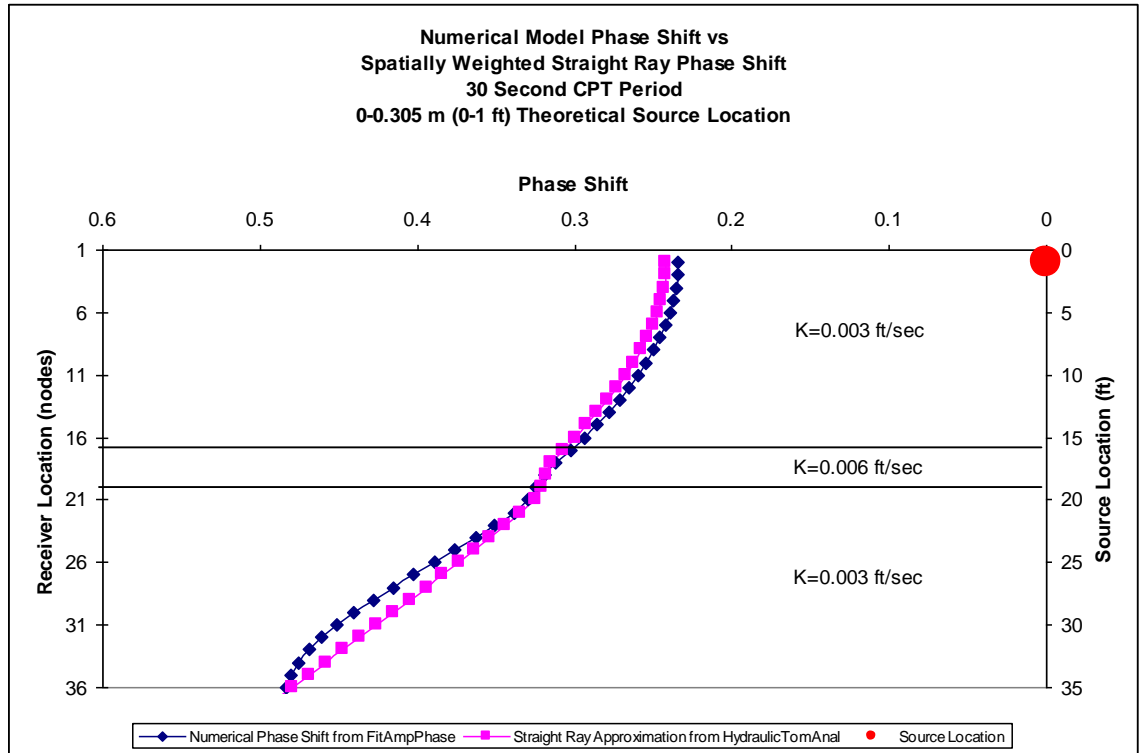 Numerical Model Phase Shift vs
Spatially Weighted Straight Ray Phase Shift
30 Second CPT Period
0-0.305 m (0-1 ft) Theoretical Source Location
Phase Shift
0.6 0.5 0.4 0.3 0.2 0.1 0
Receiver Location (nodes)
1
6
11
16
21
26
31
36
K=0.003 ft/sec
K=0.006 ft/sec
K=0.003 ft/sec
0
5
10
15
20
25
30
35
Source Location (ft)
Numerical Phase Shift from FitAmpPhase Straight Ray Approximation from HydraulicTomAnal Source Location